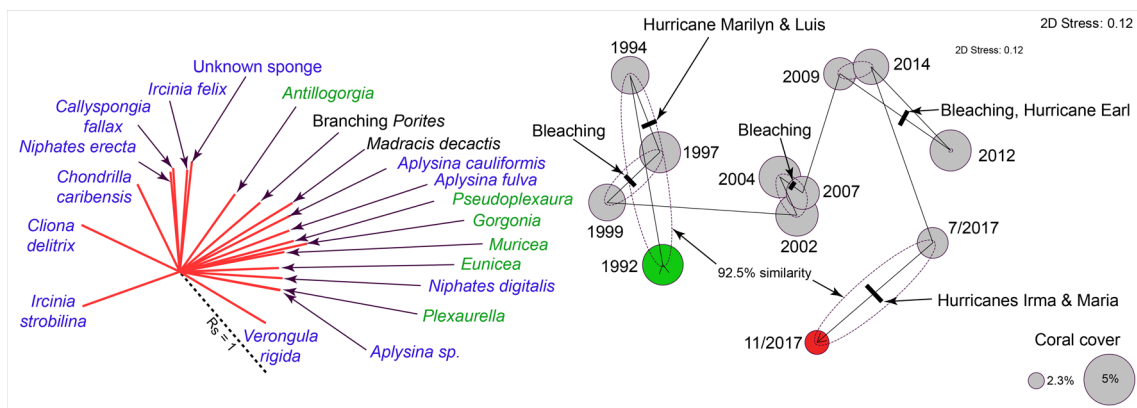 Unknown sponge
Ircinia felix
Callyspongia
fallax
Niphates erecta
Chondrilla
caribensis
Cliona
delitrix
Ircinia
strobilina
Antillogorgia
Branching Porites
Madracis decactis
Aplysina cauliformis
Aplysina fulva
Pseudoplexaura
Gorgonia
Muricea
Eunicea
Niphates digitalis
Plexaurella
Aplysina sp.
Verongula
rigida
Rs = 1
Hurricane Marilyn & Luis
1994
Bleaching
1997
1999
1992
92.5% similarity
Bleaching
2004
2007
2002
2009
2014
2D Stress: 0.12
2D Stress: 0.12
Bleaching, Hurricane Earl
2012
7/2017
Hurricanes Irma & Maria
11/2017
Coral cover
2.3%
5%